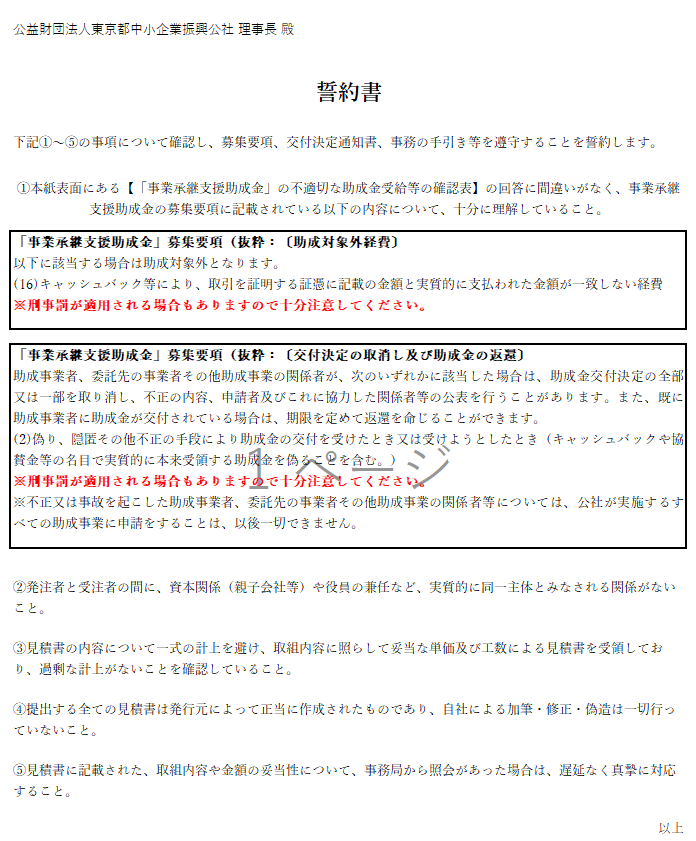 公益財団法人東京都中小企業振興公社 理事長 殿
誓約書
下記①～⑤の事項について確認し、募集要項、交付決定通知書、事務の手引き等を遵守することを誓約します。
①本紙表面にある【「事業承継支援助成金」の不適切な助成金受給等の確認表】の回答に間違いがなく、事業承継
支援助成金の募集要項に記載されている以下の内容について、十分に理解していること。
「事業承継支援助成金」募集要項（抜粋：〔助成対象外経費〕
以下に該当する場合は助成対象外となります。
(16)キャッシュバック等により、取引を証明する証憑に記載の金額と実質的に支払われた金額が一致しない経費
※刑事罰が適用される場合もありますので十分注意してください。
「事業承継支援助成金」募集要項（抜粋：〔交付決定の取消し及び助成金の返還〕
助成事業者、委託先の事業者その他助成事業の関係者が、次のいずれかに該当した場合は、助成金交付決定の全部
又は一部を取り消し、不正の内容、申請者及びこれに協力した関係者等の公表を行うことがあります。また、既に
助成事業者に助成金が交付されている場合は、期限を定めて返還を命じることができます。
(2)偽り、隠匿その他不正の手段により助成金の交付を受けたとき又は受けようとしたとき（キャッシュバックや協
賛金等の名目で実質的に本来受領する助成金を偽ることを含む。）
1 ページ
※刑事罰が適用される場合もありますので十分注意してください。
※不正又は事故を起こした助成事業者、委託先の事業者その他助成事業の関係者等については、公社が実施するす
べての助成事業に申請をすることは、以後一切できません。
②発注者と受注者の間に、資本関係（親子会社等）や役員の兼任など、実質的に同一主体とみなされる関係がない
こと。
③見積書の内容について一式の計上を避け、取組内容に照らして妥当な単価及び工数による見積書を受領してお
り、過剰な計上がないことを確認していること。
④提出する全ての見積書は発行元によって正当に作成されたものであり、自社による加筆・修正・偽造は一切行っ
ていないこと。
⑤見積書に記載された、取組内容や金額の妥当性について、事務局から照会があった場合は、遅延なく真摯に対応
すること。
以上